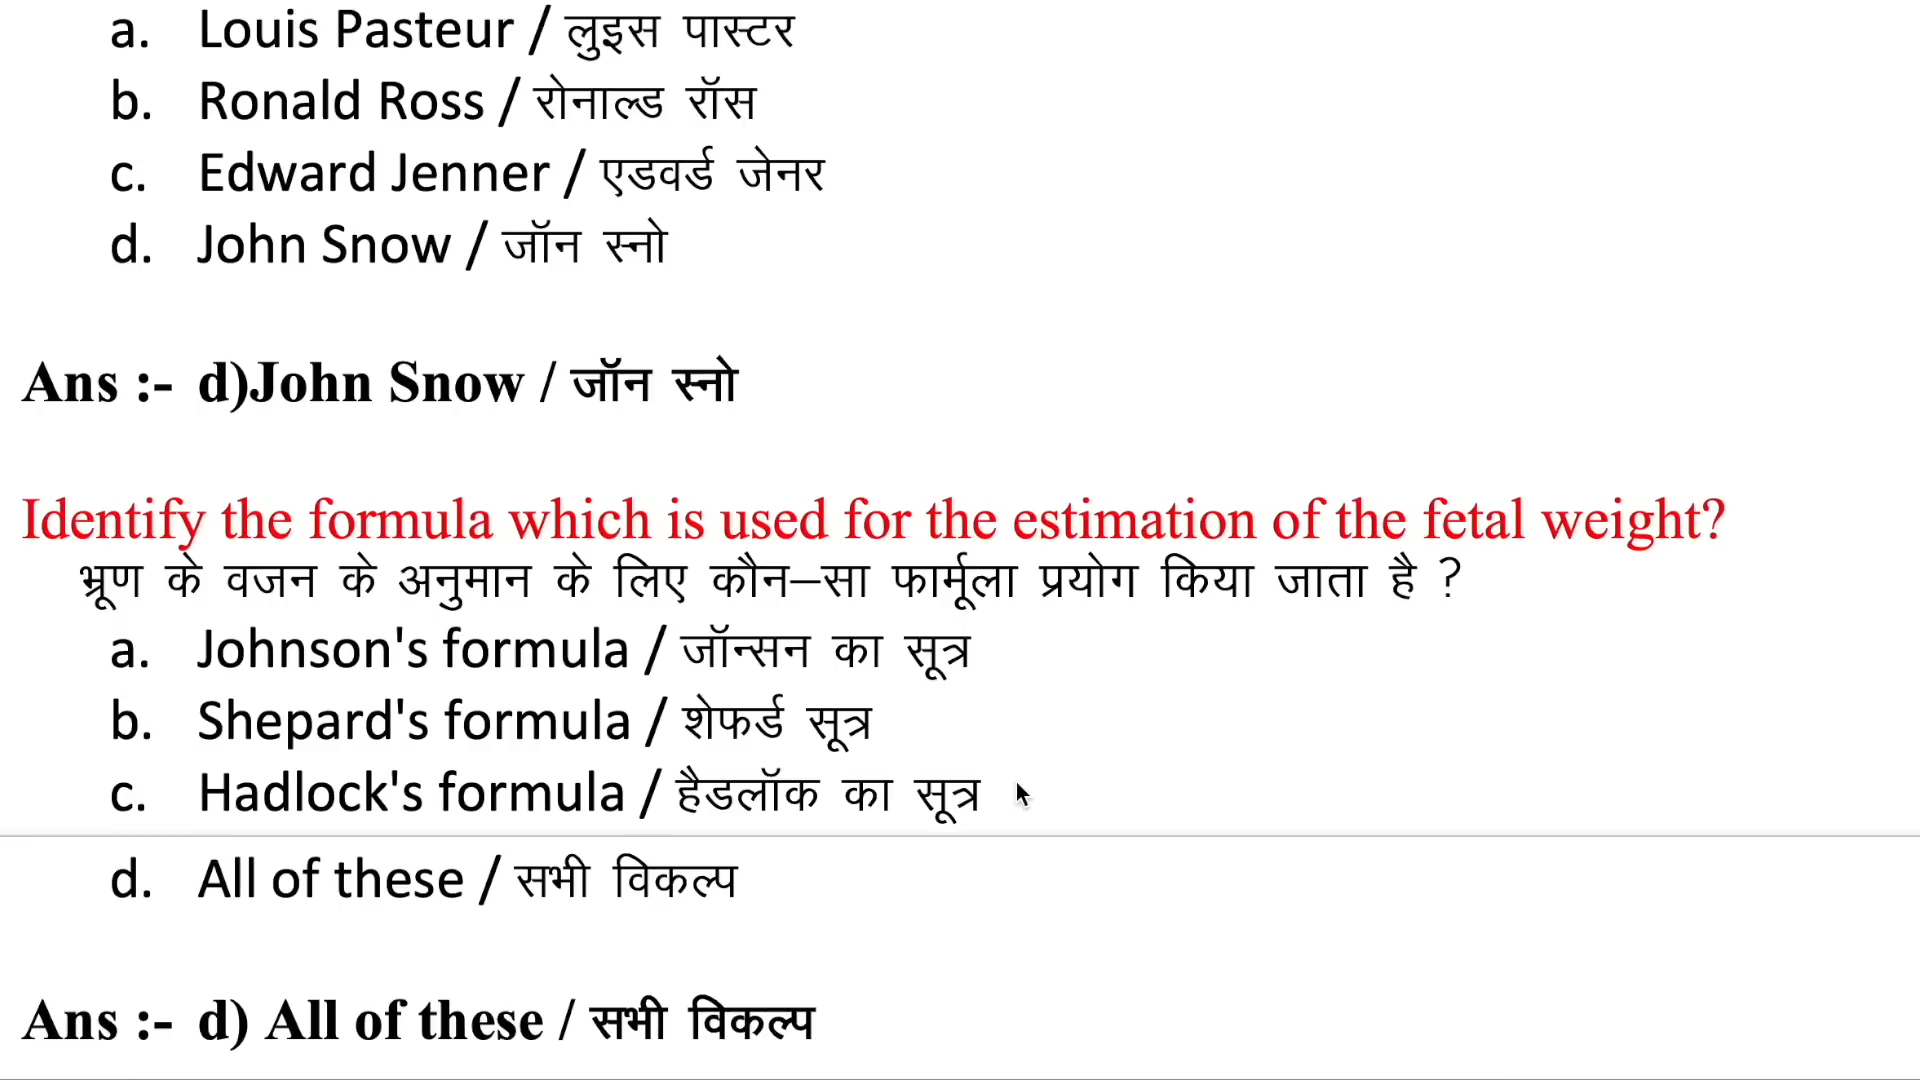 a. Louis Pasteur / लुइस पास्टर
b. Ronald Ross / रोनाल्ड रॉस
c. Edward Jenner / एडवर्ड जेनर
d. John Snow / जॉन स्नो
Ans :- d)John Snow / जॉन स्नो
Identify the formula which is used for the estimation of the fetal weight?
भ्रूण के वजन के अनुमान के लिए कौन–सा फार्मूला प्रयोग किया जाता है ?
a. Johnson's formula / जॉन्सन का सूत्र
b. Shepard's formula / शेफर्ड सूत्र
c. Hadlock's formula / हैडलॉक का सूत्र
d. All of these / सभी विकल्प
Ans :- d) All of these / सभी विकल्प